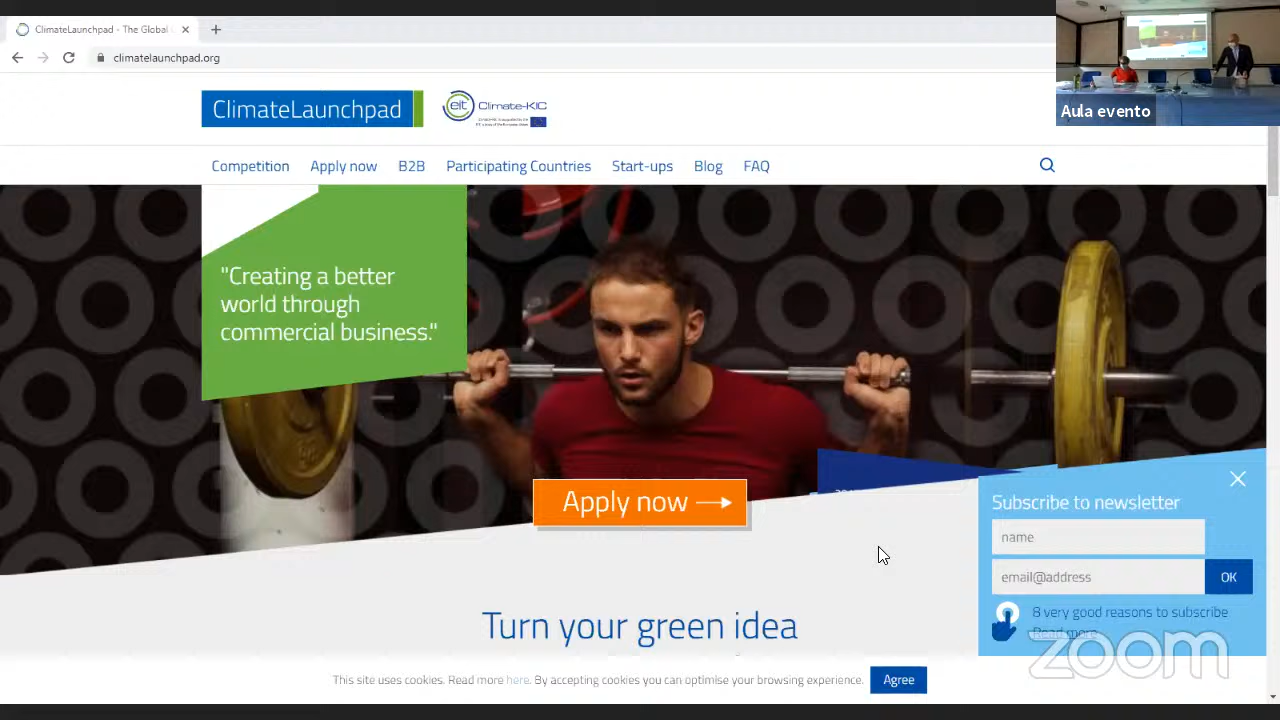 ClimateLaunchpad - The Global
climatelaunchpad.org
Aula evento
ClimateLaunchpad
eit Climate-KIC
Competition Apply now B2B Participating Countries Start-ups Blog FAQ
"Creating a better
world through
commercial business."
Apply now
Subscribe to newsletter
name
email@address OK
8 very good reasons to subscribe
Read more
Turn your green idea
This site uses cookies. Read more here. By accepting cookies you can optimise your browsing experience. Agree
zoom